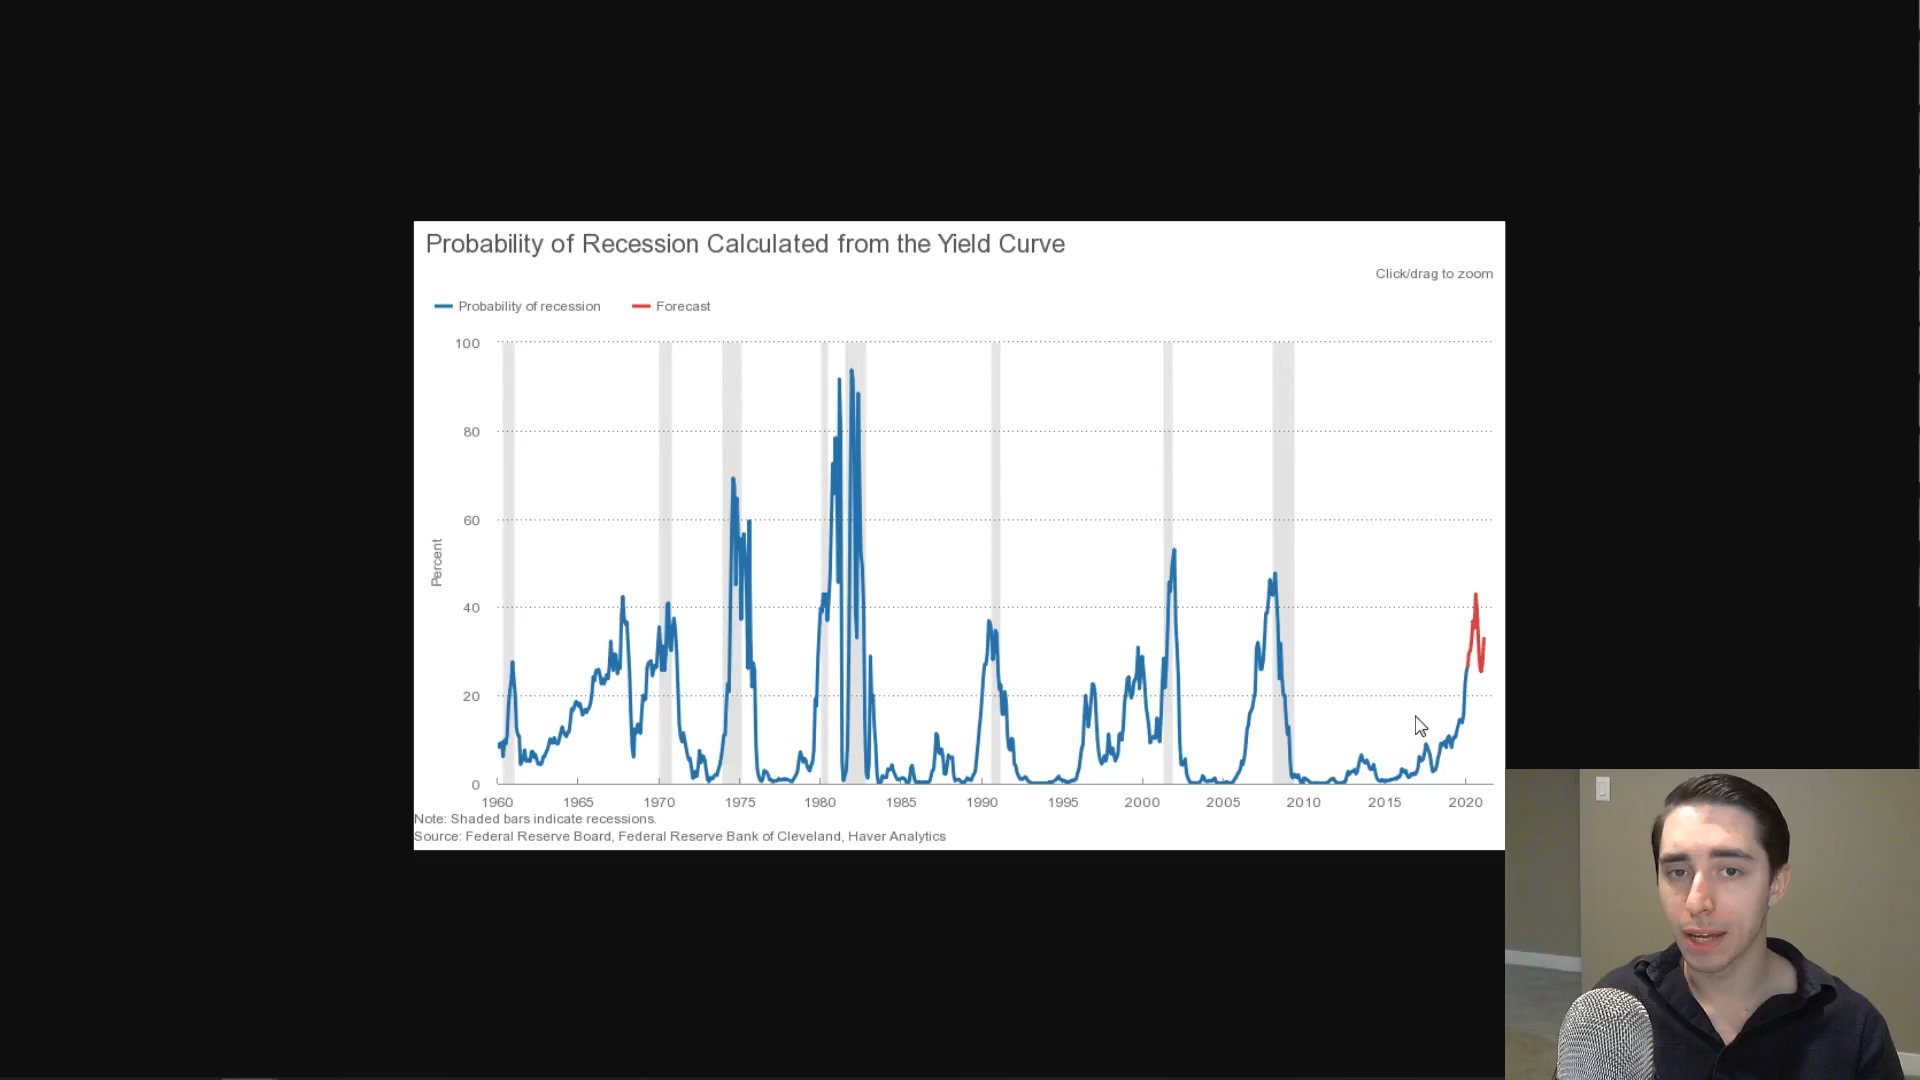 Probability of Recession Calculated from the Yield Curve
Click/drag to zoom
Probability of recession Forecast
100
80
60
40
20
0
Percent
1960 1965 1970 1975 1980 1985 1990 1995 2000 2005 2010 2015 2020
Note: Shaded bars indicate recessions.
Source: Federal Reserve Board, Federal Reserve Bank of Cleveland, Haver Analytics